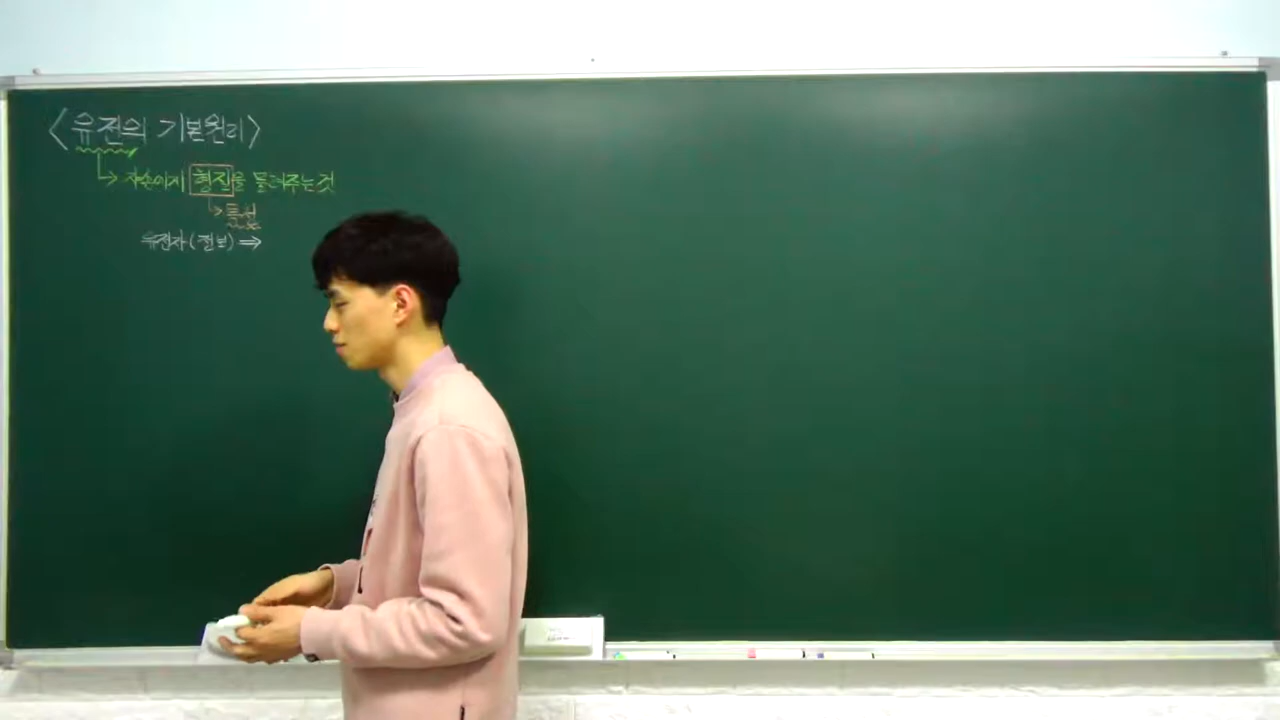 <유전의 기본원리>
→ 자손에게 형질을 물려주는 것
→ 특성
유전자(정보) ⇒